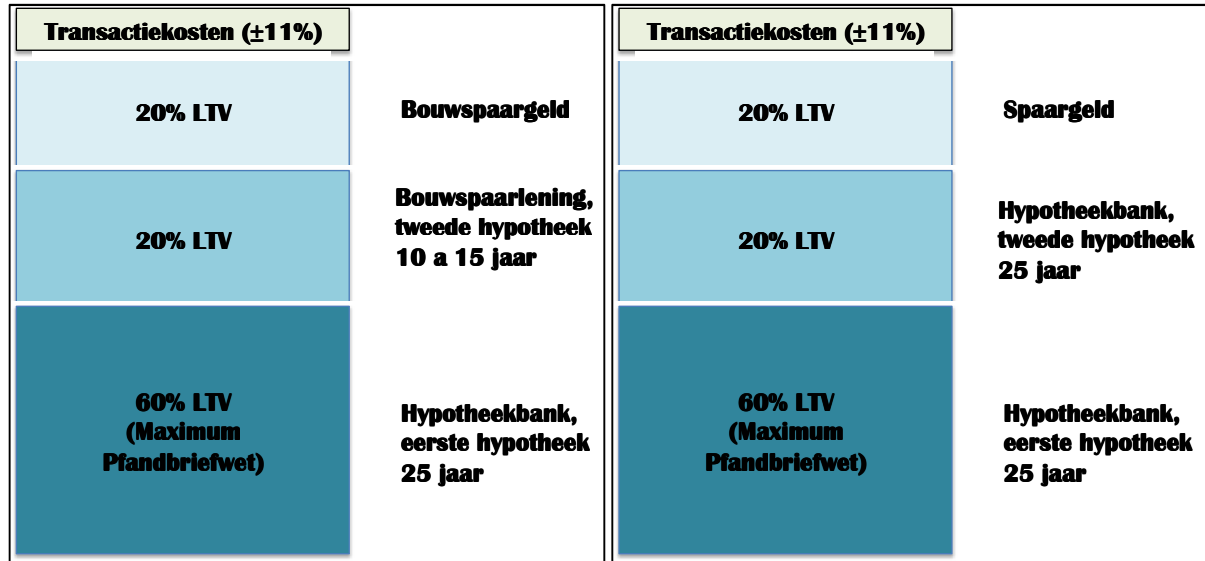 Transactiekosten (±11%)
20% LTV
Bouwspaargeld
20% LTV
Bouwspaarlening,
tweede hypotheek
10 a 15 jaar
60% LTV
(Maximum
Pfandbriefwet)
Hypotheekbank,
eerste hypotheek
25 jaar
Transactiekosten (±11%)
20% LTV
Spaargeld
20% LTV
Hypotheekbank,
tweede hypotheek
25 jaar
60% LTV
(Maximum
Pfandbriefwet)
Hypotheekbank,
eerste hypotheek
25 jaar